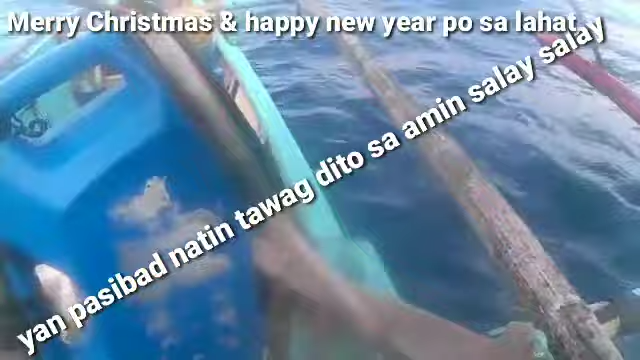 Merry Christmas & happy new year po sa lahat
yan pasibad natin tawag dito sa amin salay salay